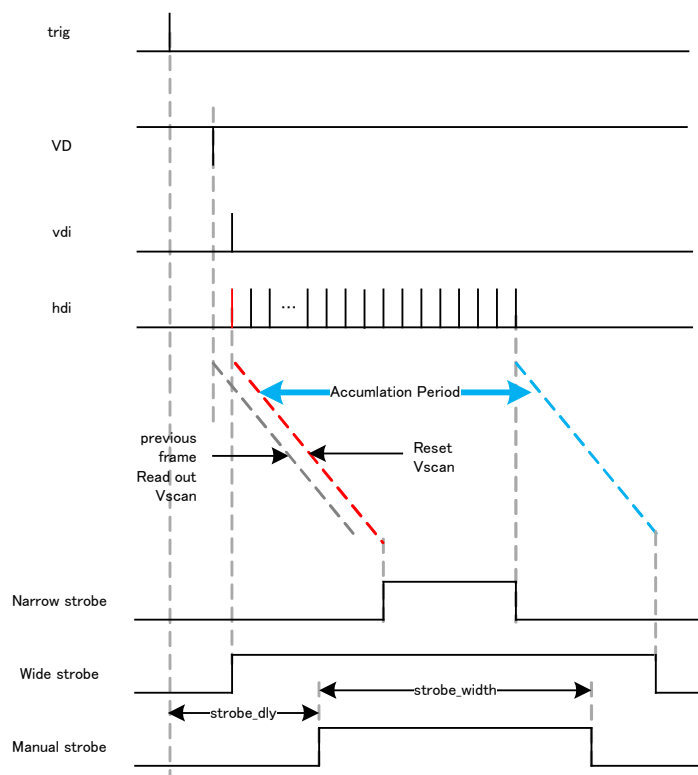 trig
VD
vdi
hdi
...
Accumlation Period
previous
frame
Read out
Vscan
Reset
Vscan
Narrow strobe
Wide strobe
strobe_width
strobe_dly
Manual strobe